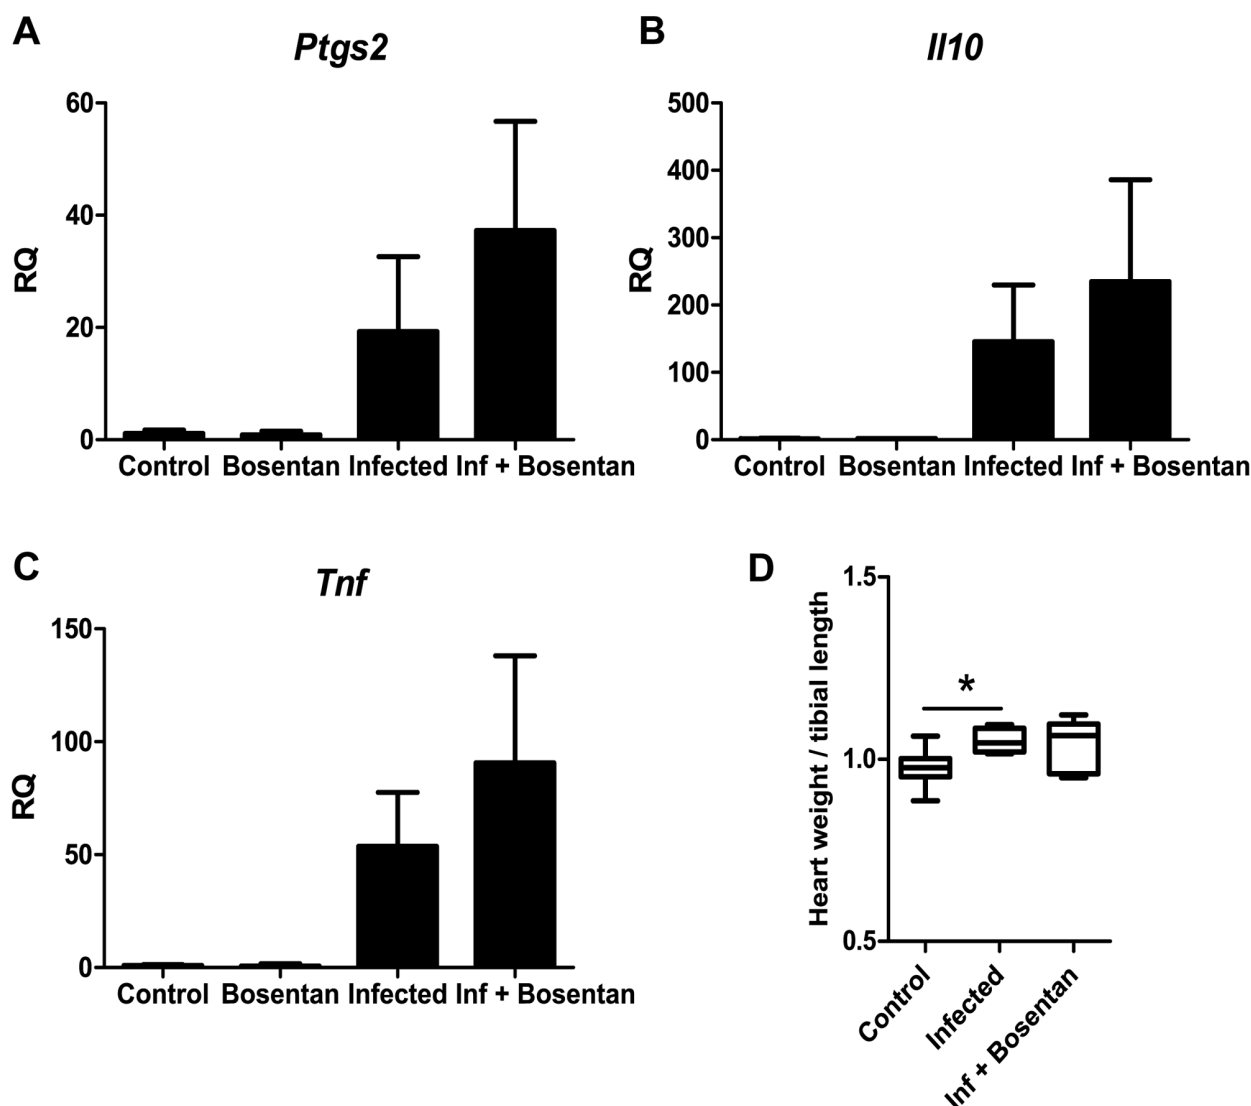 A
Ptgs2
60
40
20
0
RQ
Control Bosentan Infected Inf + Bosentan
B
Il10
500
400
300
200
100
0
RQ
Control Bosentan Infected Inf + Bosentan
C
Tnf
150
100
50
0
RQ
Control Bosentan Infected Inf + Bosentan
D
1.5
1.0
0.5
Heart weight / tibial length
*
Control
Infected
Inf + Bosentan